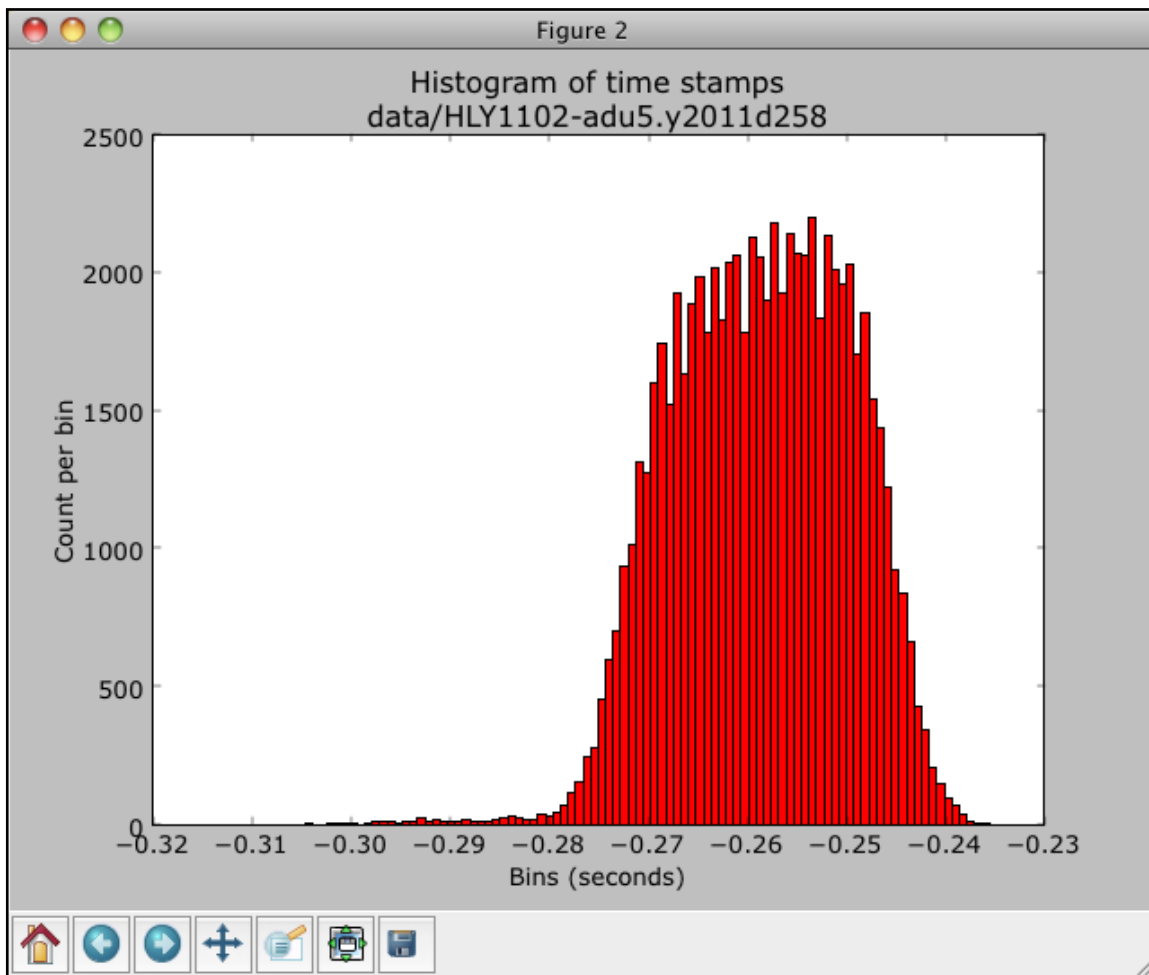 Figure 2
Histogram of time stamps
data/HLY1102-adu5.y2011d258
2500
2000
1500
1000
500
0
Count per bin
−0.32 −0.31 −0.30 −0.29 −0.28 −0.27 −0.26 −0.25 −0.24 −0.23
Bins (seconds)